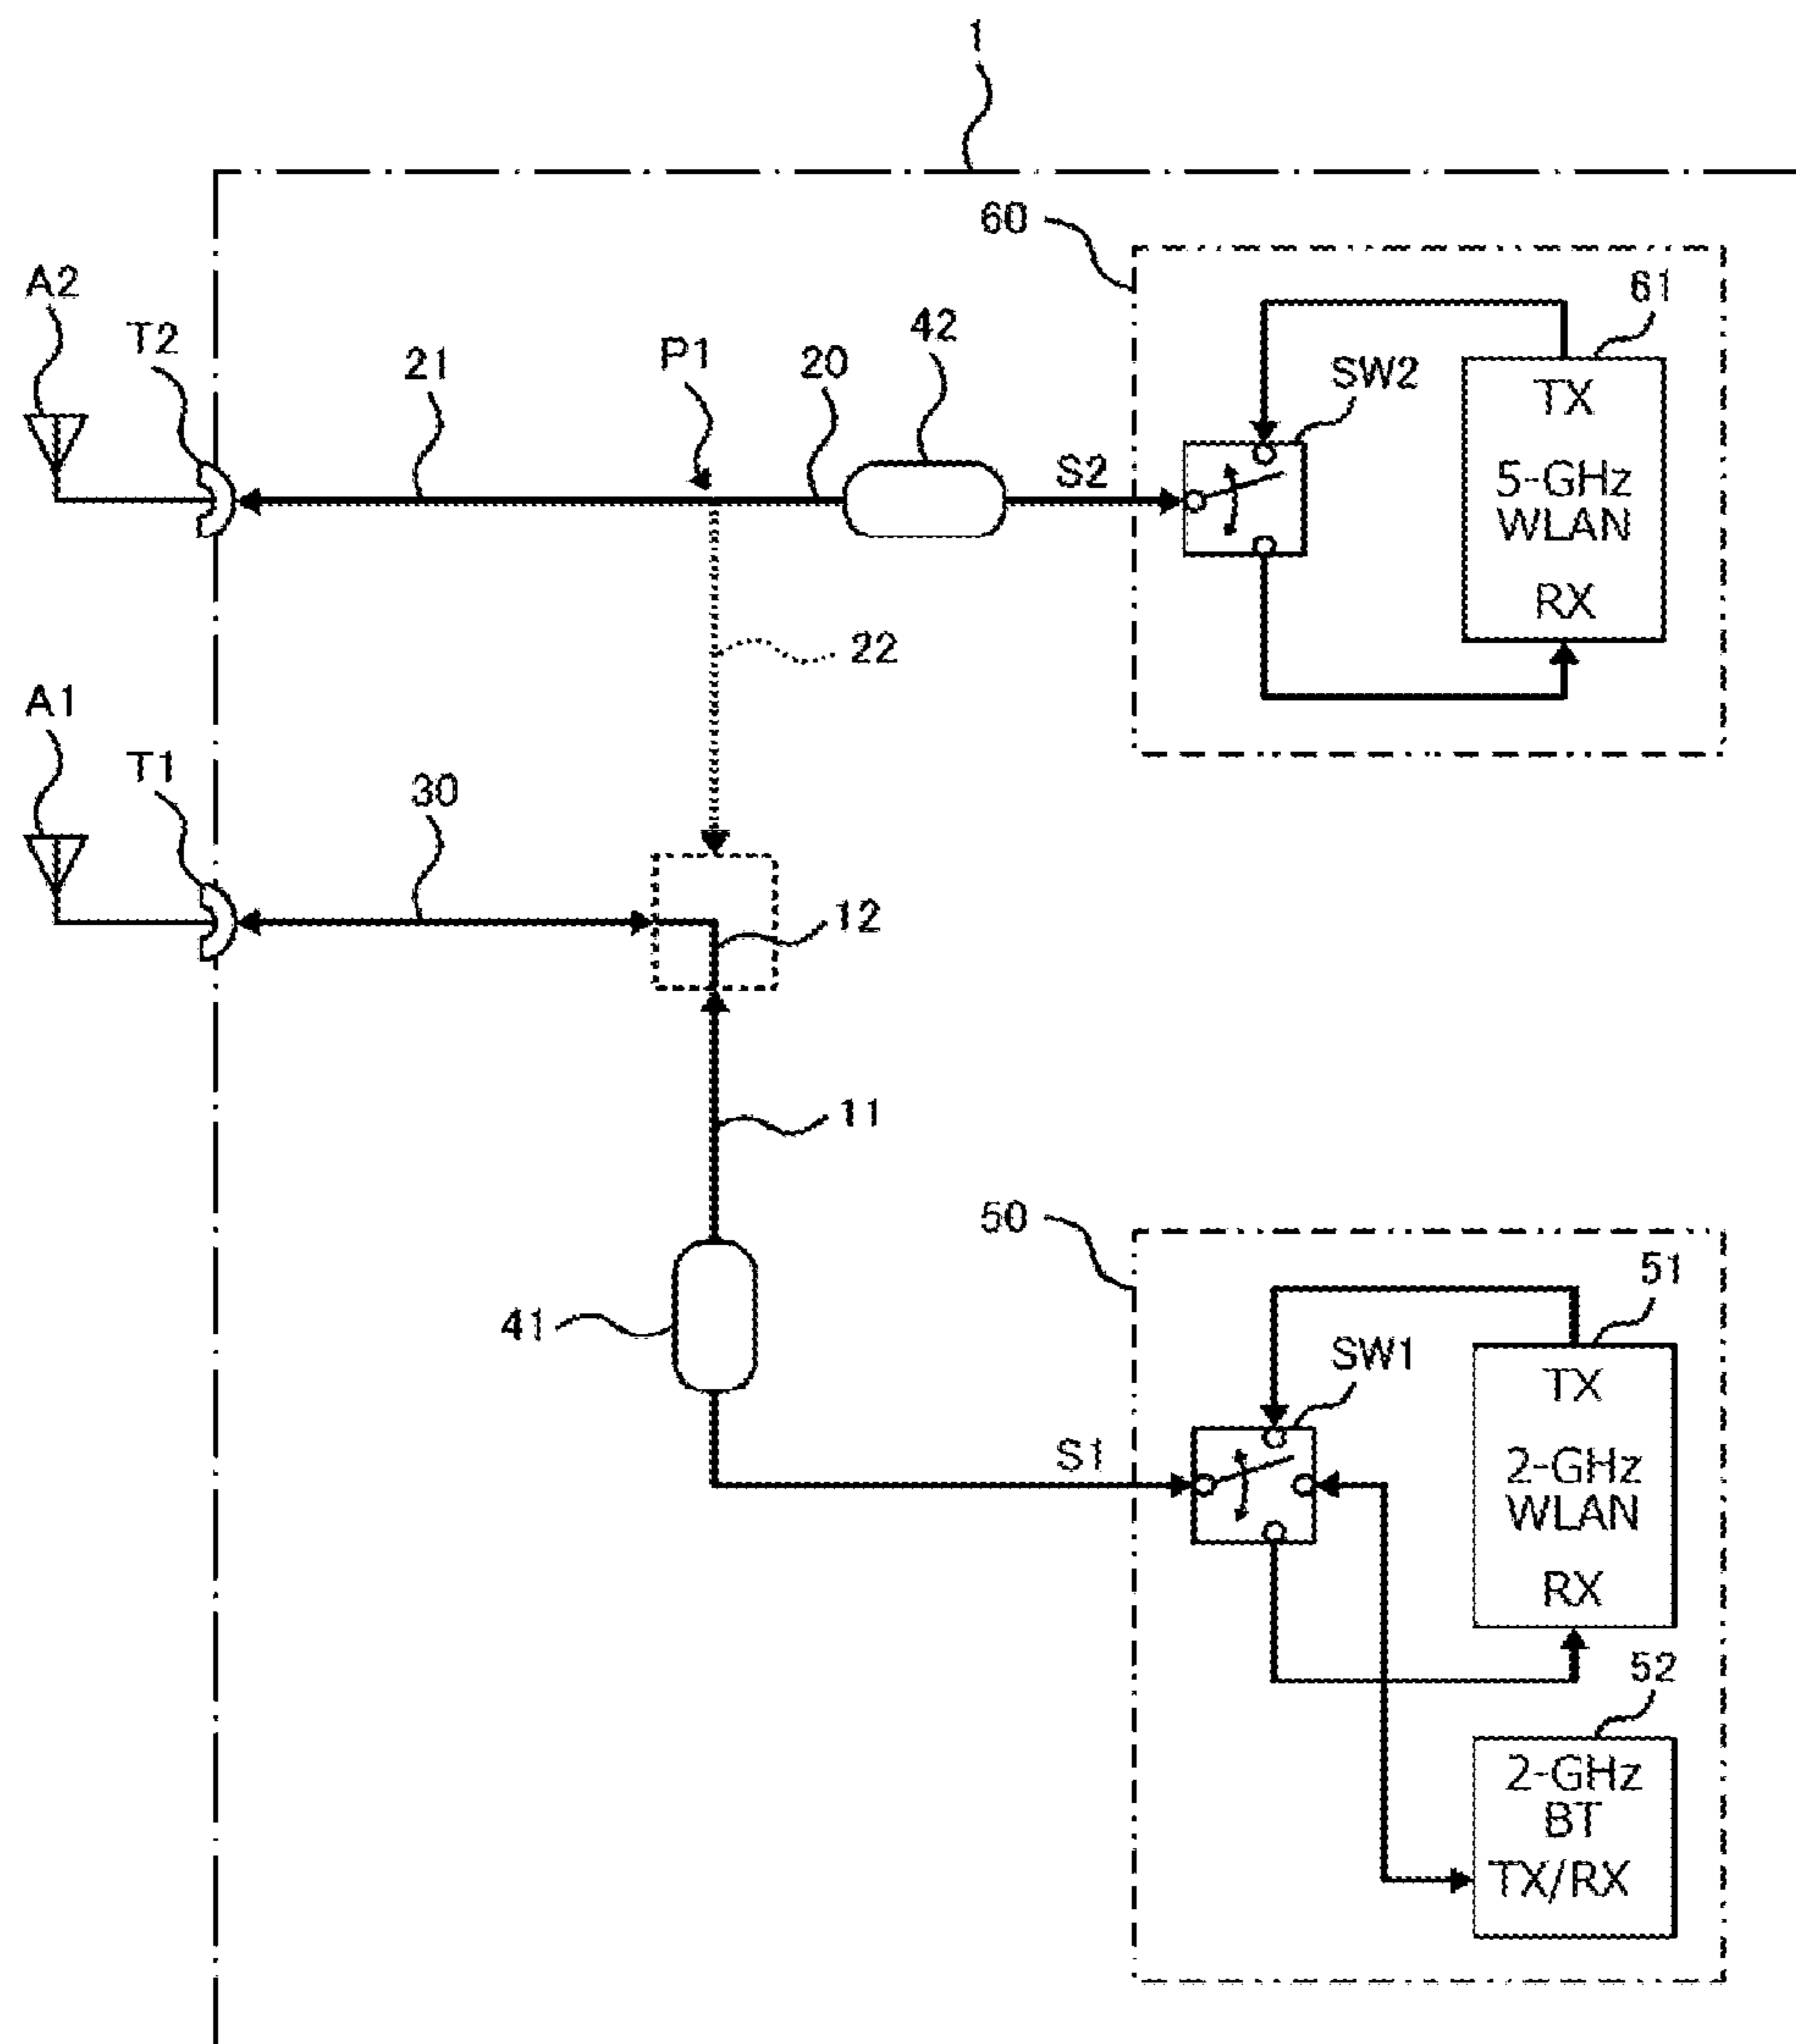 1
60
A2
T2
21
P1
20
42
S2
SW2
61
TX
5-GHz
WLAN
RX
22
A1
T1
30
12
11
50
41
S1
SW1
51
TX
2-GHz
WLAN
RX
52
2-GHz
BT
TX/RX